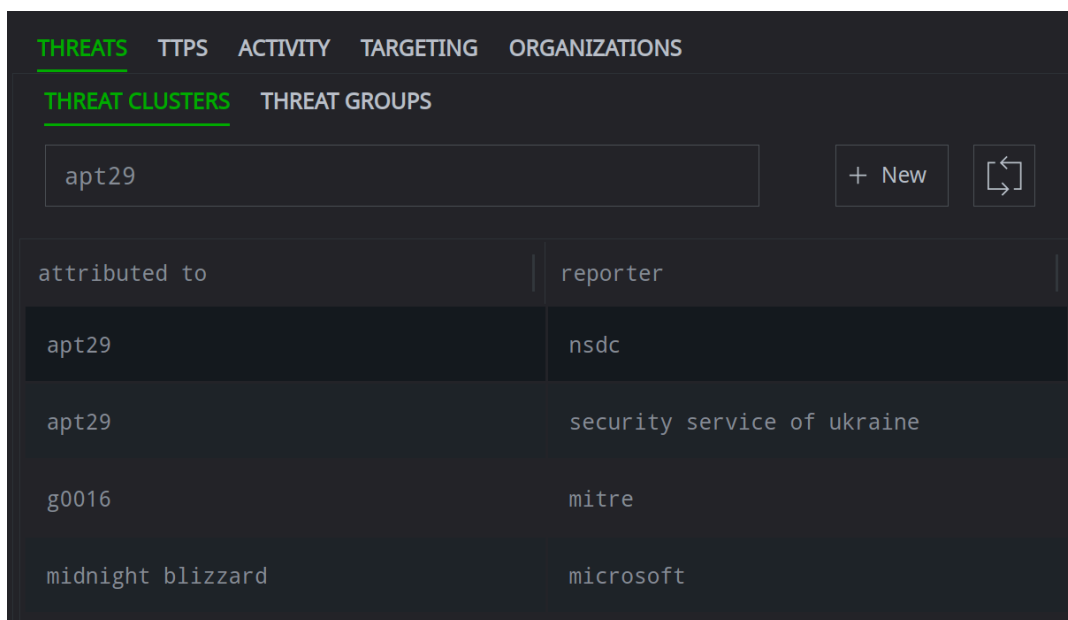 THREATS TTPS ACTIVITY TARGETING ORGANIZATIONS
THREAT CLUSTERS THREAT GROUPS
apt29 + New
attributed to reporter
apt29 nsdc
apt29 security service of ukraine
g0016 mitre
midnight blizzard microsoft